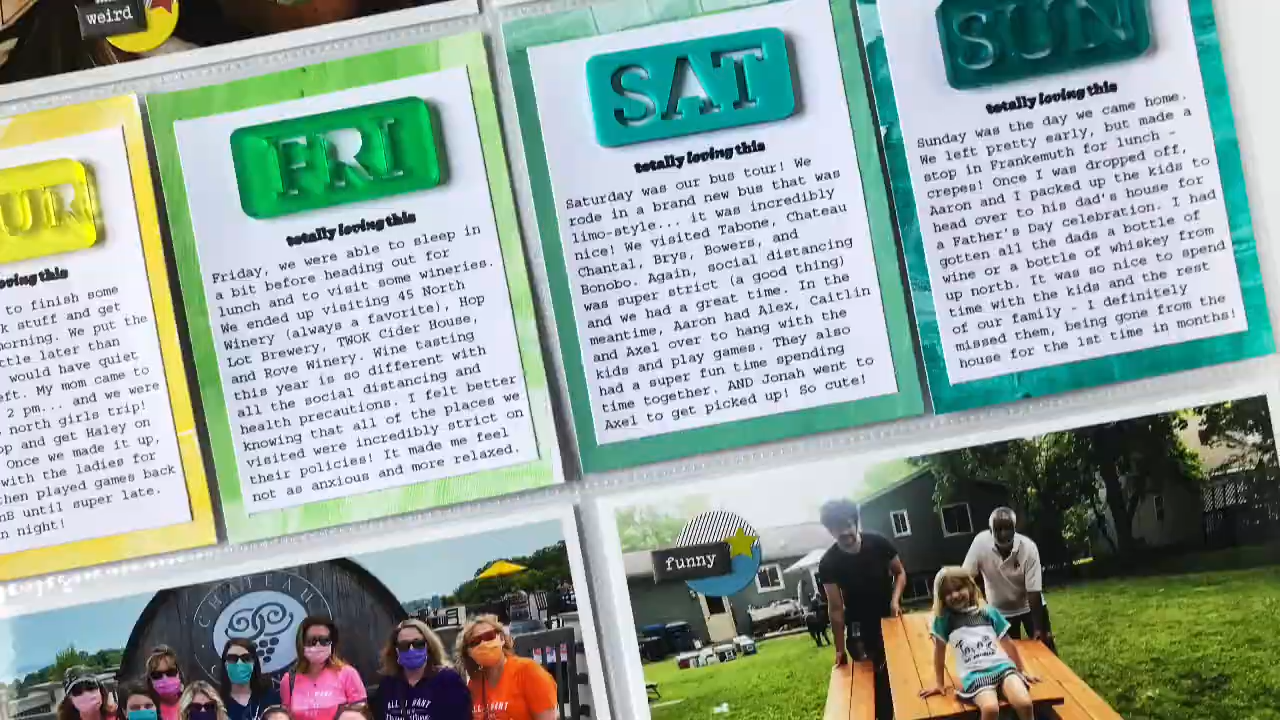 weird
UR
oving this
to finish some
k stuff and get
morning. We put the
ttle later than
would have quiet
eft. My mom came to
2 pm... and we were
north girls trip!
op and get Haley on
Once we made it up,
with the ladies for
hen played games back
nB until super late.
n night!
FRI
totally loving this
Friday, we were able to sleep in
a bit before heading out for
lunch and to visit some wineries.
We ended up visiting 45 North
Winery (always a favorite), Hop
Lot Brewery, TWOK Cider House,
and Rove Winery. Wine tasting
this year is so different with
all the social distancing and
health precautions. I felt better
knowing that all of the places we
visited were incredibly strict on
their policies! It made me feel
not as anxious and more relaxed.
SAT
totally loving this
Saturday was our bus tour! We
rode in a brand new bus that was
limo-style... it was incredibly
nice! We visited Tabone, Chateau
Chantal, Brys, Bowers, and
Bonobo. Again, social distancing
was super strict (a good thing)
and we had a great time. In the
meantime, Aaron had Alex, Caitlin
and Axel over to hang with the
kids and play games. They also
had a super fun time spending
time together; AND Jonah went to
Axel to get picked up! So cute!
SUN
totally loving this
Sunday was the day we came home.
We left pretty early, but made a
stop in Frankemuth for lunch -
crepes! Once I was dropped off,
Aaron and I packed up the kids to
head over to his dad's house for
a Father's Day celebration. I had
gotten all the dads a bottle of
wine or a bottle of whiskey from
up north. It was so nice to spend
time with the kids and the rest
of our family - I definitely
missed them, being gone from the
house for the 1st time in months!
CHATEAU
ALL I WANT
ALL I WANT
funny